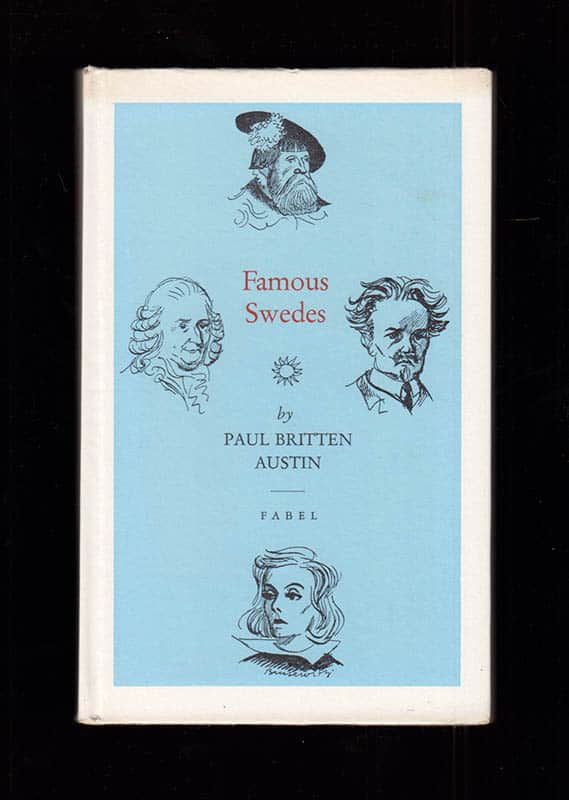 Famous
Swedes
by
PAUL BRITTEN
AUSTIN
FABEL